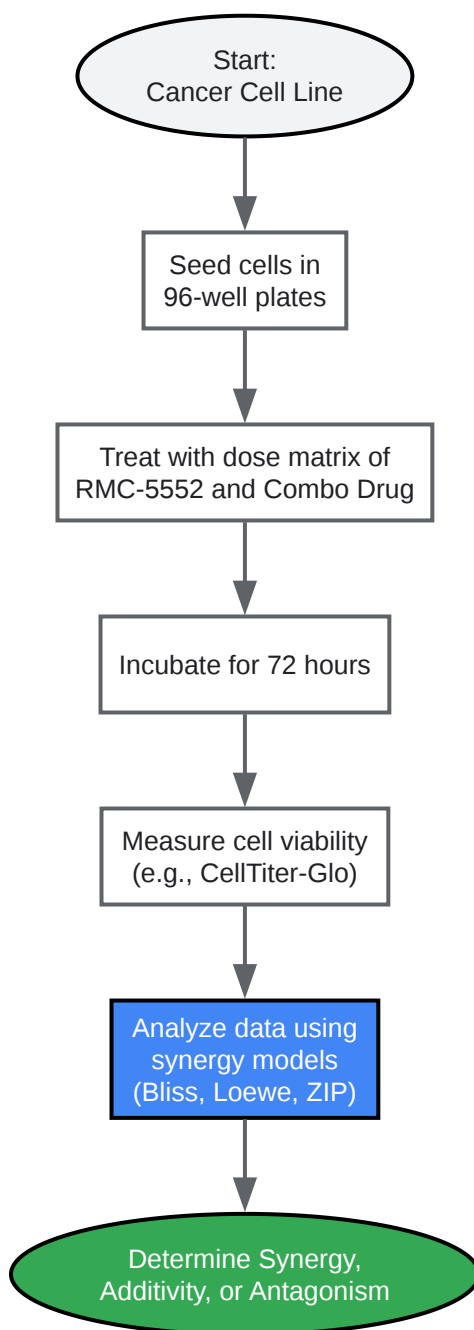 Start:
Cancer Cell Line
Seed cells in
96-well plates
Treat with dose matrix of
RMC-5552 and Combo Drug
Incubate for 72 hours
Measure cell viability
(e.g., CellTiter-Glo)
Analyze data using
synergy models
(Bliss, Loewe, ZIP)
Determine Synergy,
Additivity, or Antagonism